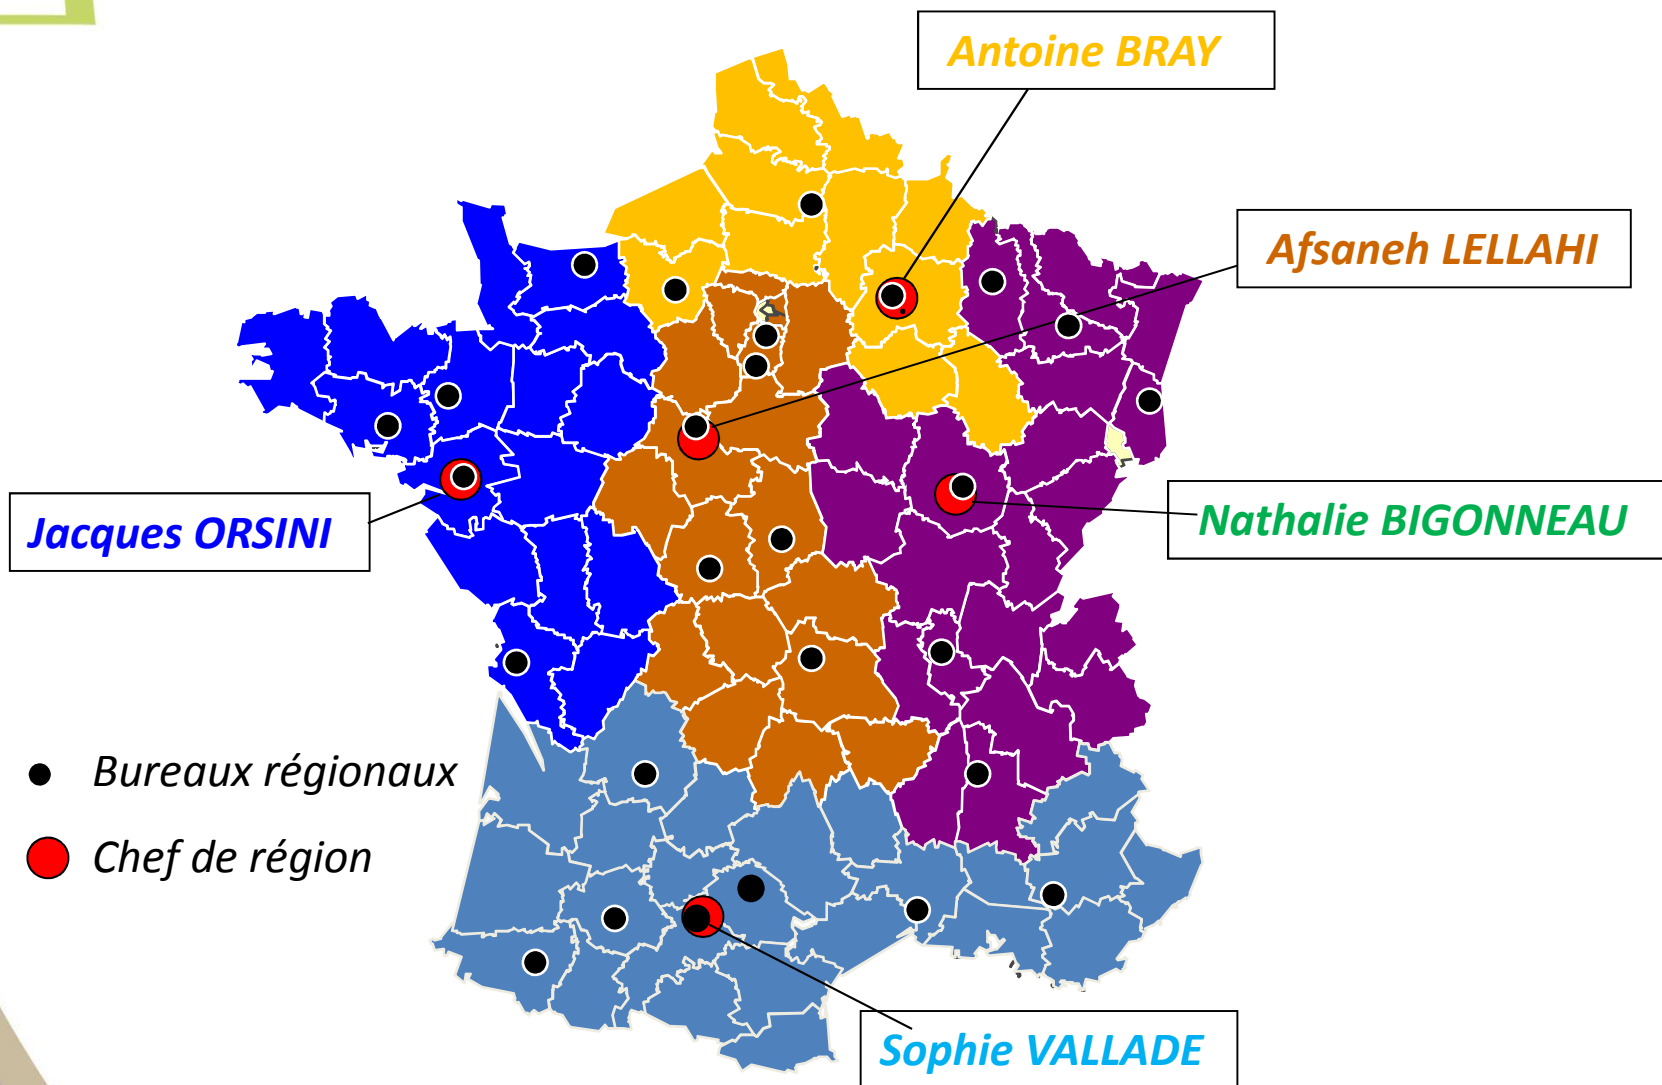 Antoine BRAY
Afsaneh LELLAHI
Jacques ORSINI
Nathalie BIGONNEAU
Bureaux régionaux
Chef de région
Sophie VALLADE